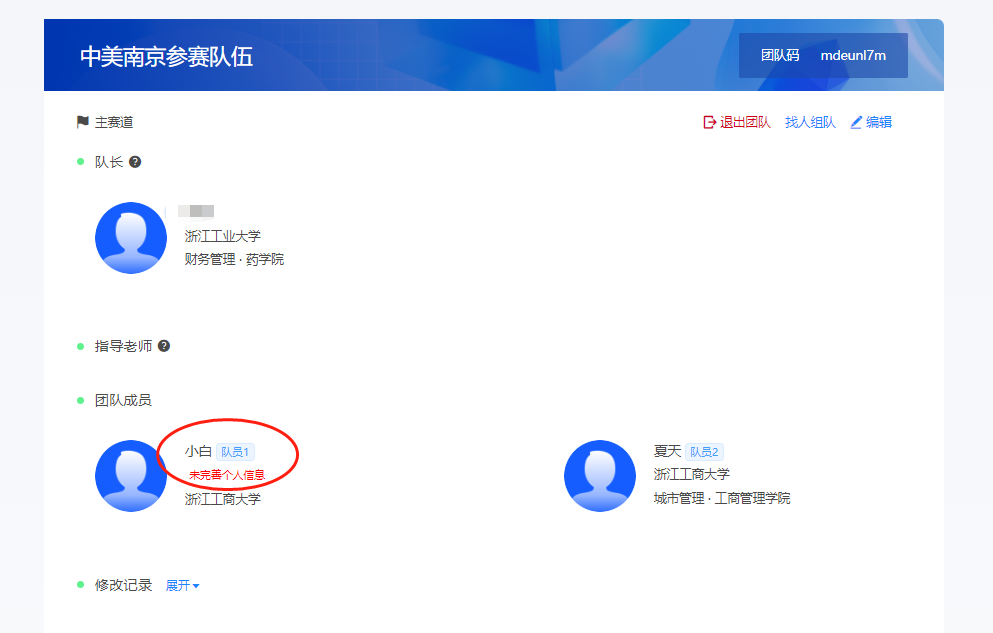 中美南京参赛队伍
团队码 mdeunl7m
主赛道
退出团队 找人组队 编辑
队长 ?
浙江工业大学
财务管理 · 药学院
指导老师 ?
团队成员
小白 队员1
未完善个人信息
浙江工商大学
夏天 队员2
浙江工商大学
城市管理 · 工商管理学院
修改记录 展开